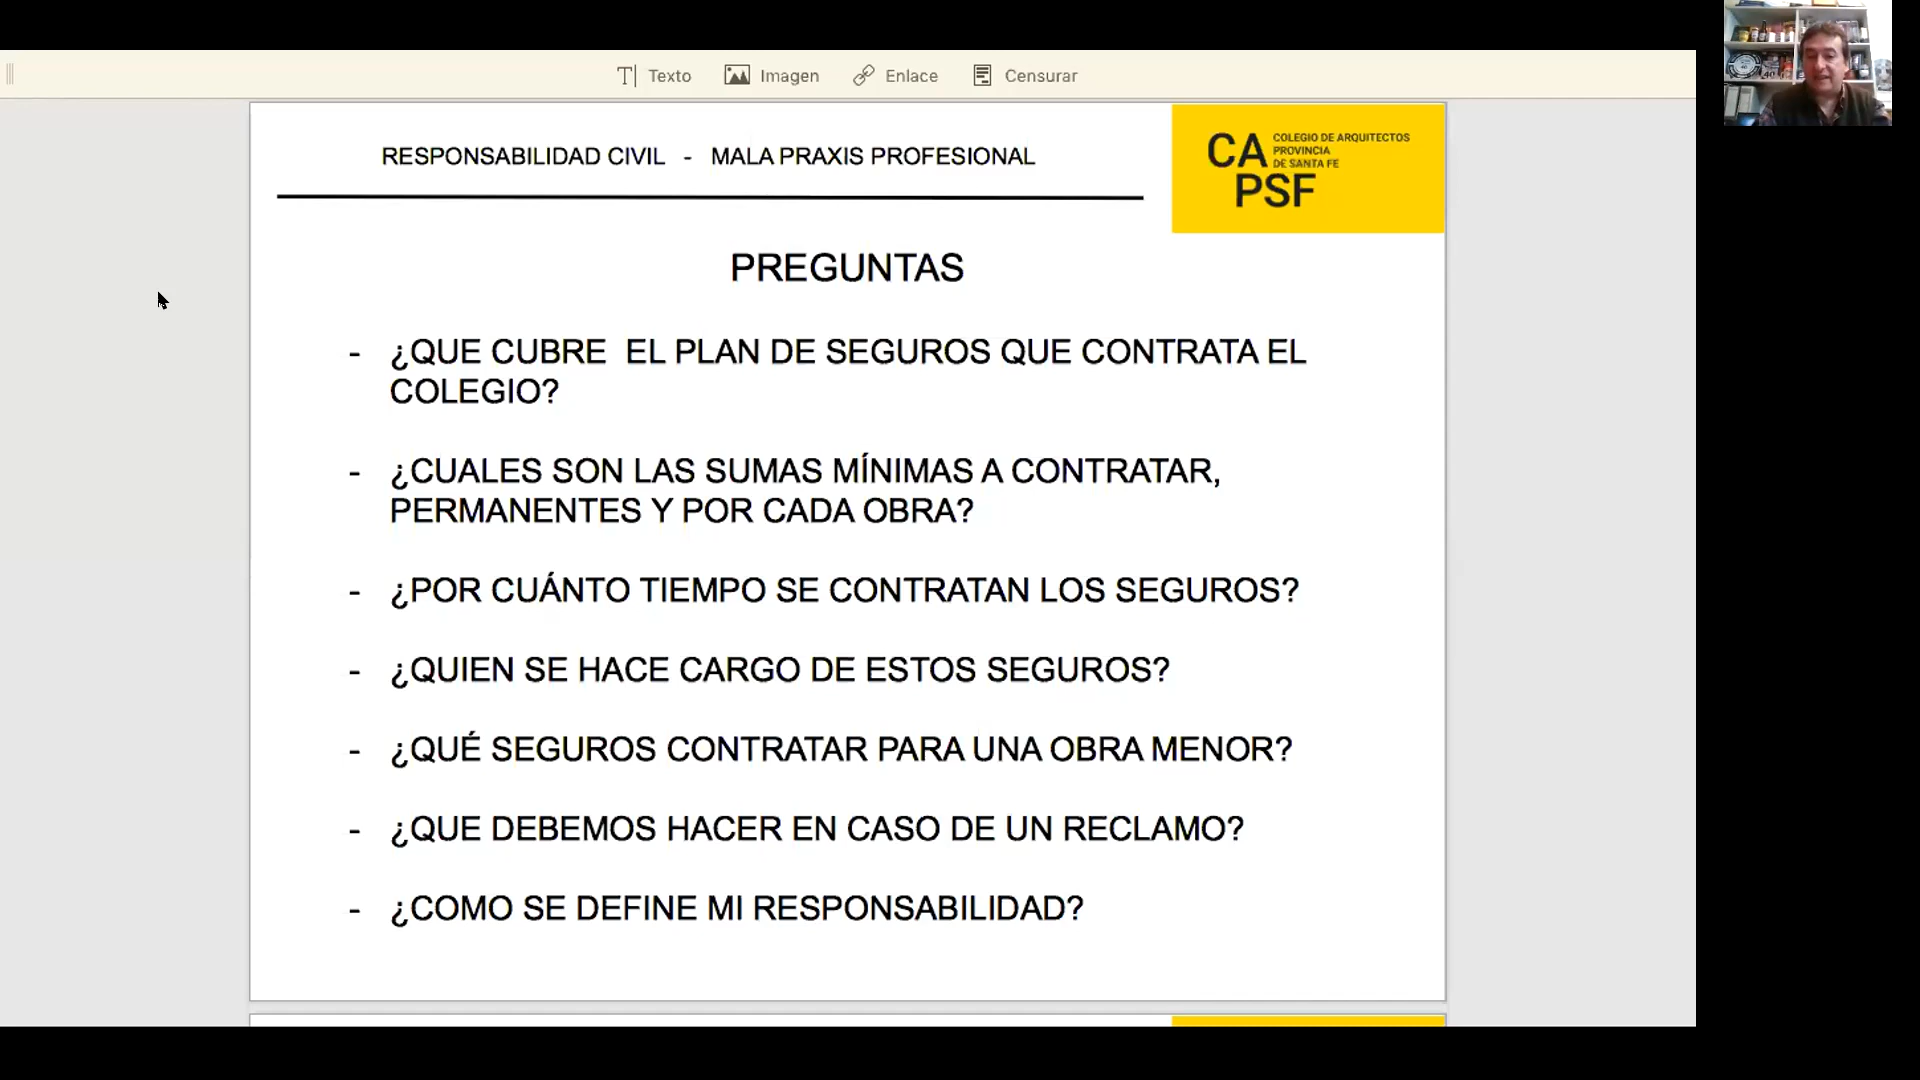 Texto Imagen Enlace Censurar
RESPONSABILIDAD CIVIL - MALA PRAXIS PROFESIONAL
CA
PSF
COLEGIO DE ARQUITECTOS
PROVINCIA
DE SANTA FE
PREGUNTAS
- ¿QUE CUBRE EL PLAN DE SEGUROS QUE CONTRATA EL
COLEGIO?
- ¿CUALES SON LAS SUMAS MÍNIMAS A CONTRATAR,
PERMANENTES Y POR CADA OBRA?
- ¿POR CUÁNTO TIEMPO SE CONTRATAN LOS SEGUROS?
- ¿QUIEN SE HACE CARGO DE ESTOS SEGUROS?
- ¿QUÉ SEGUROS CONTRATAR PARA UNA OBRA MENOR?
- ¿QUE DEBEMOS HACER EN CASO DE UN RECLAMO?
- ¿COMO SE DEFINE MI RESPONSABILIDAD?